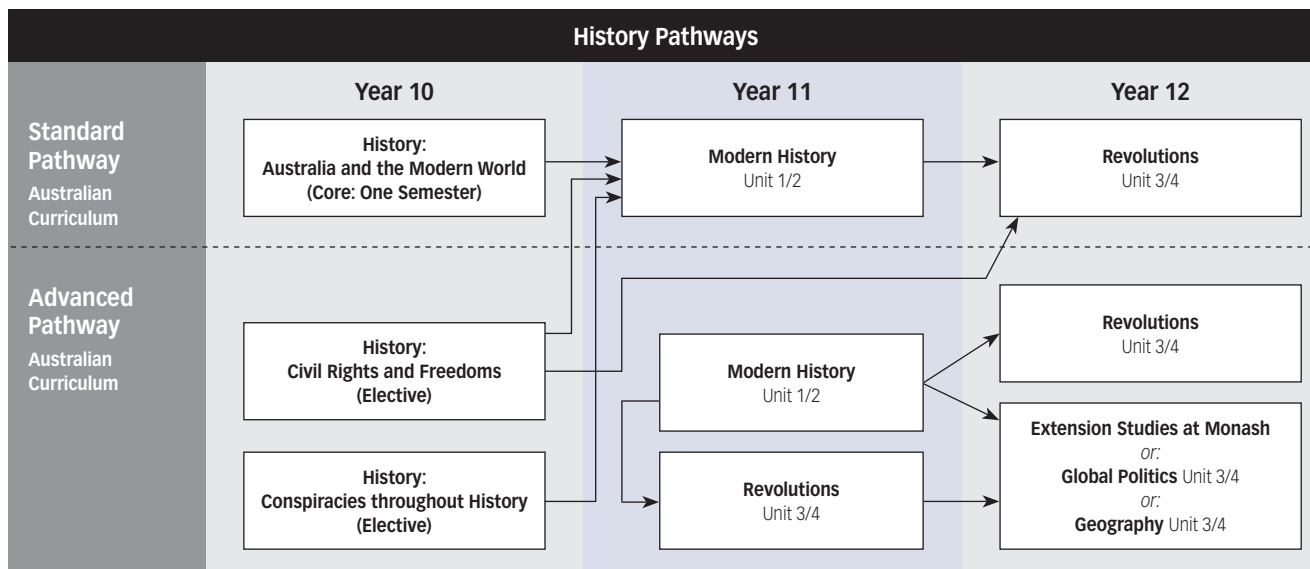 History Pathways
Year 10
Year 11
Year 12
Standard
Pathway
Australian
Curriculum
History:
Australia and the Modern World
(Core: One Semester)
Modern History
Unit 1/2
Revolutions
Unit 3/4
Advanced
Pathway
Australian
Curriculum
History:
Civil Rights and Freedoms
(Elective)
History:
Conspiracies throughout History
(Elective)
Modern History
Unit 1/2
Revolutions
Unit 3/4
Revolutions
Unit 3/4
Extension Studies at Monash
or:
Global Politics Unit 3/4
or:
Geography Unit 3/4